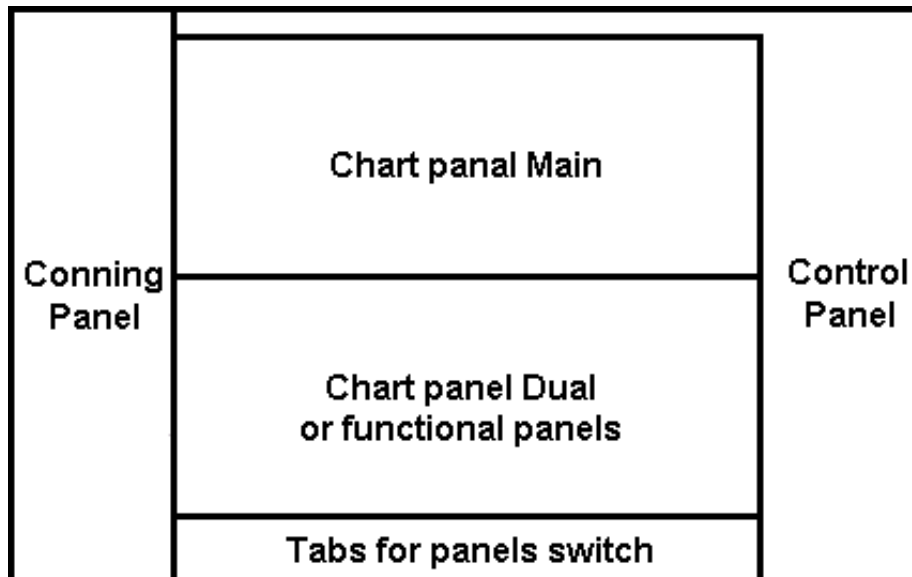 Chart panal Main
Conning
Panel
Control
Panel
Chart panel Dual
or functional panels
Tabs for panels switch